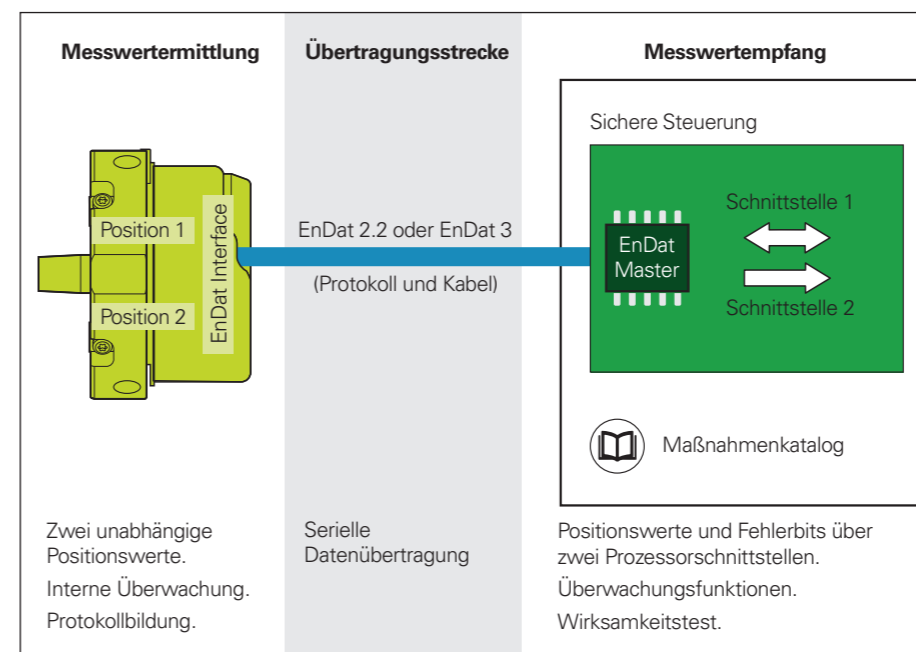 Messwertermittlung
Übertragungsstrecke
Messwertempfang
Position 1
Position 2
EnDat Interface
EnDat 2.2 oder EnDat 3
(Protokoll und Kabel)
Sichere Steuerung
EnDat
Master
Schnittstelle 1
Schnittstelle 2
Maßnahmenkatalog
Zwei unabhängige
Positionswerte.
Interne Überwachung.
Protokollbildung.
Serielle
Datenübertragung
Positionswerte und Fehlerbits über
zwei Prozessorschnittstellen.
Überwachungsfunktionen.
Wirksamkeitstest.